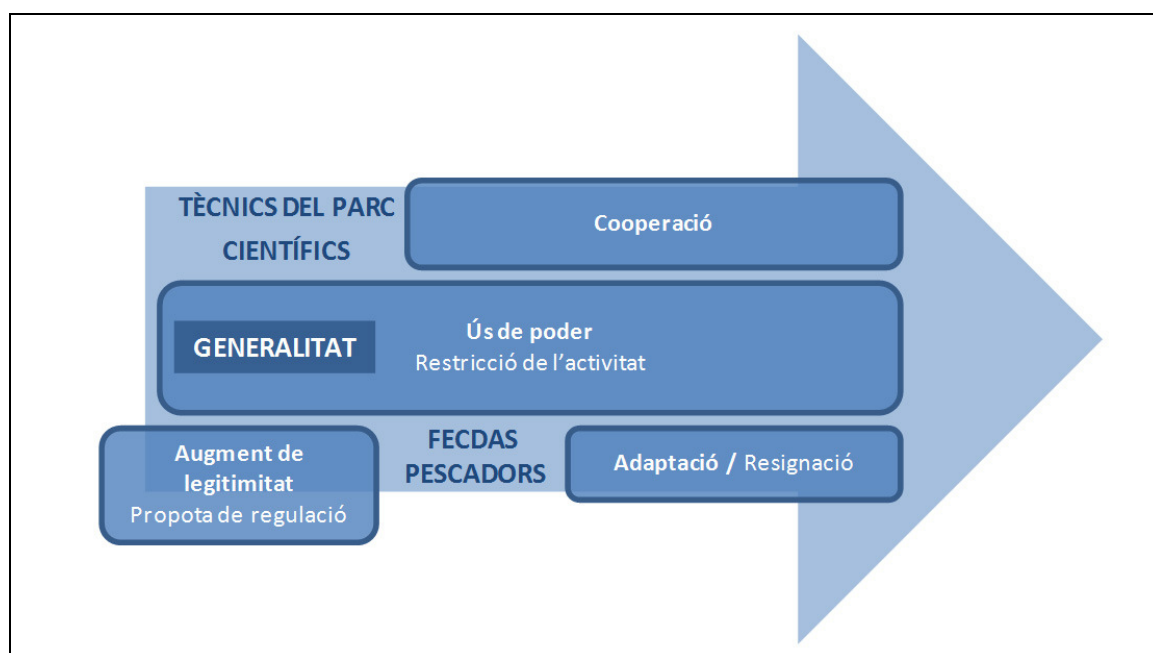 TÈCNICS DEL PARC
CIENTÍFICS
Cooperació
GENERALITAT
Ús de poder
Restricció de l'activitat
Augment de
legitimitat
Propota de regulació
FECDAS
PESCADORS
Adaptació / Resignació